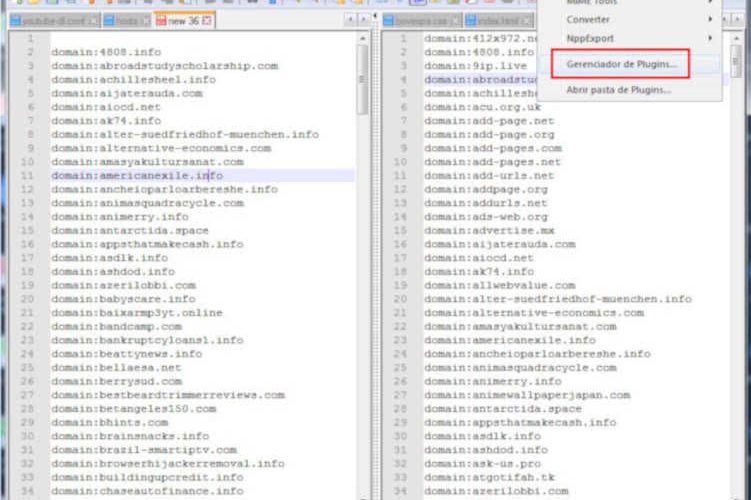 youtube-dl.conf
hosts
new 36
index.html
MIME Tools
Converter
NppExport
Gerenciador de Plugins...
Abrir pasta de Plugins...
1
2 domain:4808.info
3 domain:abroadstudyscholarship.com
4 domain:achillesheel.info
5 domain:aijaterauda.com
6 domain:aiocd.net
7 domain:ak74.info
8 domain:alter-suedfriedhof-muenchen.info
9 domain:alternative-economics.com
10 domain:amasyakultursanat.com
11 domain:americanexile.info
12 domain:ancheioparloarbereshe.info
13 domain:animasquadracycle.com
14 domain:animerry.info
15 domain:antarctida.space
16 domain:appsthatmakecash.info
17 domain:asdlk.info
18 domain:ashdod.info
19 domain:azerilobbi.com
20 domain:babyscare.info
21 domain:baixarmp3yt.online
22 domain:bandcamp.com
23 domain:bankruptcyloans1.info
24 domain:beattynews.info
25 domain:bellaesa.net
26 domain:berrysud.com
27 domain:bestbeardtrimmerreviews.com
28 domain:betangeles150.com
29 domain:bhints.com
30 domain:brainsnacks.info
31 domain:brazil-smartiptv.com
32 domain:browserhijackerremoval.info
33 domain:buildingupcredit.info
34 domain:chaseautofinance.info
1 domain:412x972.ne
2 domain:4808.info
3 domain:9ip.live
4 domain:abroadstud
5 domain:achillesh
6 domain:acu.org.uk
7 domain:add-page.net
8 domain:add-page.org
9 domain:add-pages.com
10 domain:add-pages.net
11 domain:add-urls.net
12 domain:addpage.org
13 domain:addurls.net
14 domain:ads-web.org
15 domain:advertise.mx
16 domain:aijaterauda.com
17 domain:aiocd.net
18 domain:ak74.info
19 domain:allwebvalue.com
20 domain:alter-suedfriedhof-muenchen.info
21 domain:alternative-economics.com
22 domain:amasyakultursanat.com
23 domain:americanexile.info
24 domain:ancheioparloarbereshe.info
25 domain:animasquadracycle.com
26 domain:animerry.info
27 domain:animewallpaperjapan.com
28 domain:antarctida.space
29 domain:appsthatmakecash.info
30 domain:asdlk.info
31 domain:ashdod.info
32 domain:ask-us.pro
33 domain:atgotifah.tk
34 domain:azerilobbi.com